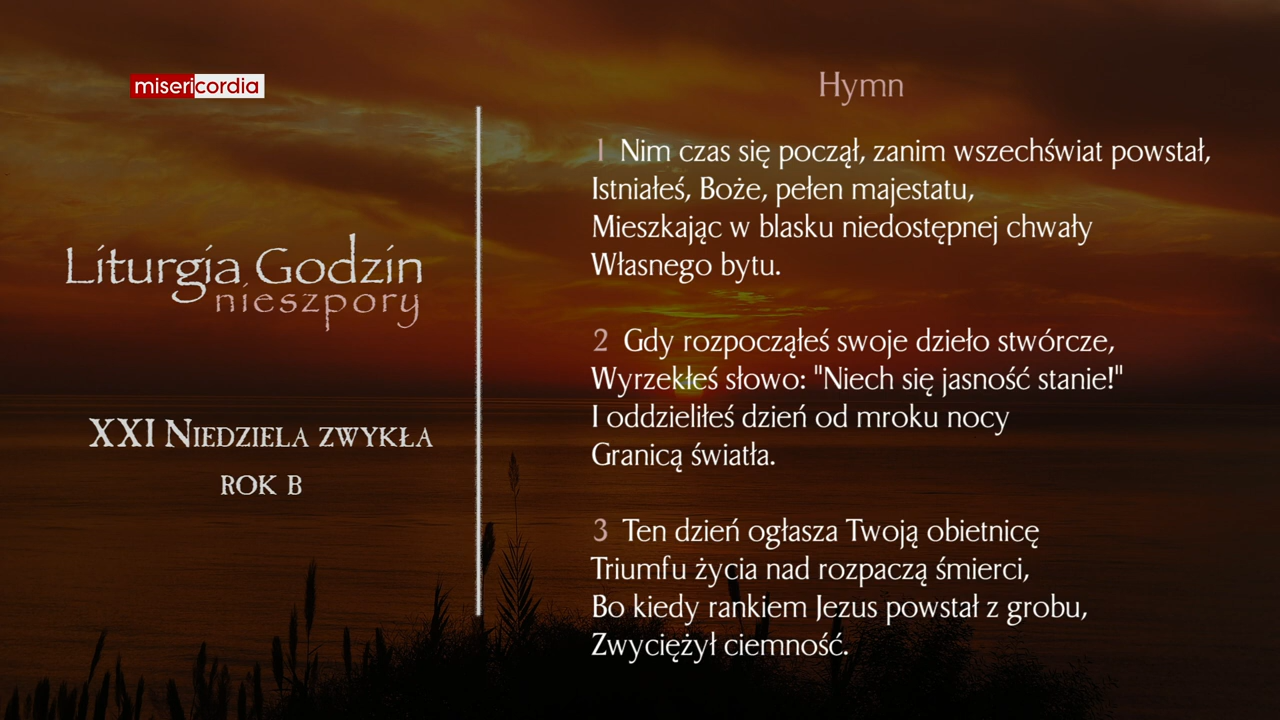 misericordia
Liturgia Godzin
nieszpory
XXI Niedziela zwykła
rok B
Hymn
1 Nim czas się począł, zanim wszechświat powstał,
Istniałeś, Boże, pełen majestatu,
Mieszkając w blasku niedostępnej chwały
Własnego bytu.
2 Gdy rozpocząłeś swoje dzieło stwórcze,
Wyrzekłeś słowo: "Niech się jasność stanie!"
I oddzieliłeś dzień od mroku nocy
Granicą światła.
3 Ten dzień ogłasza Twoją obietnicę
Triumfu życia nad rozpaczą śmierci,
Bo kiedy rankiem Jezus powstał z grobu,
Zwyciężył ciemność.